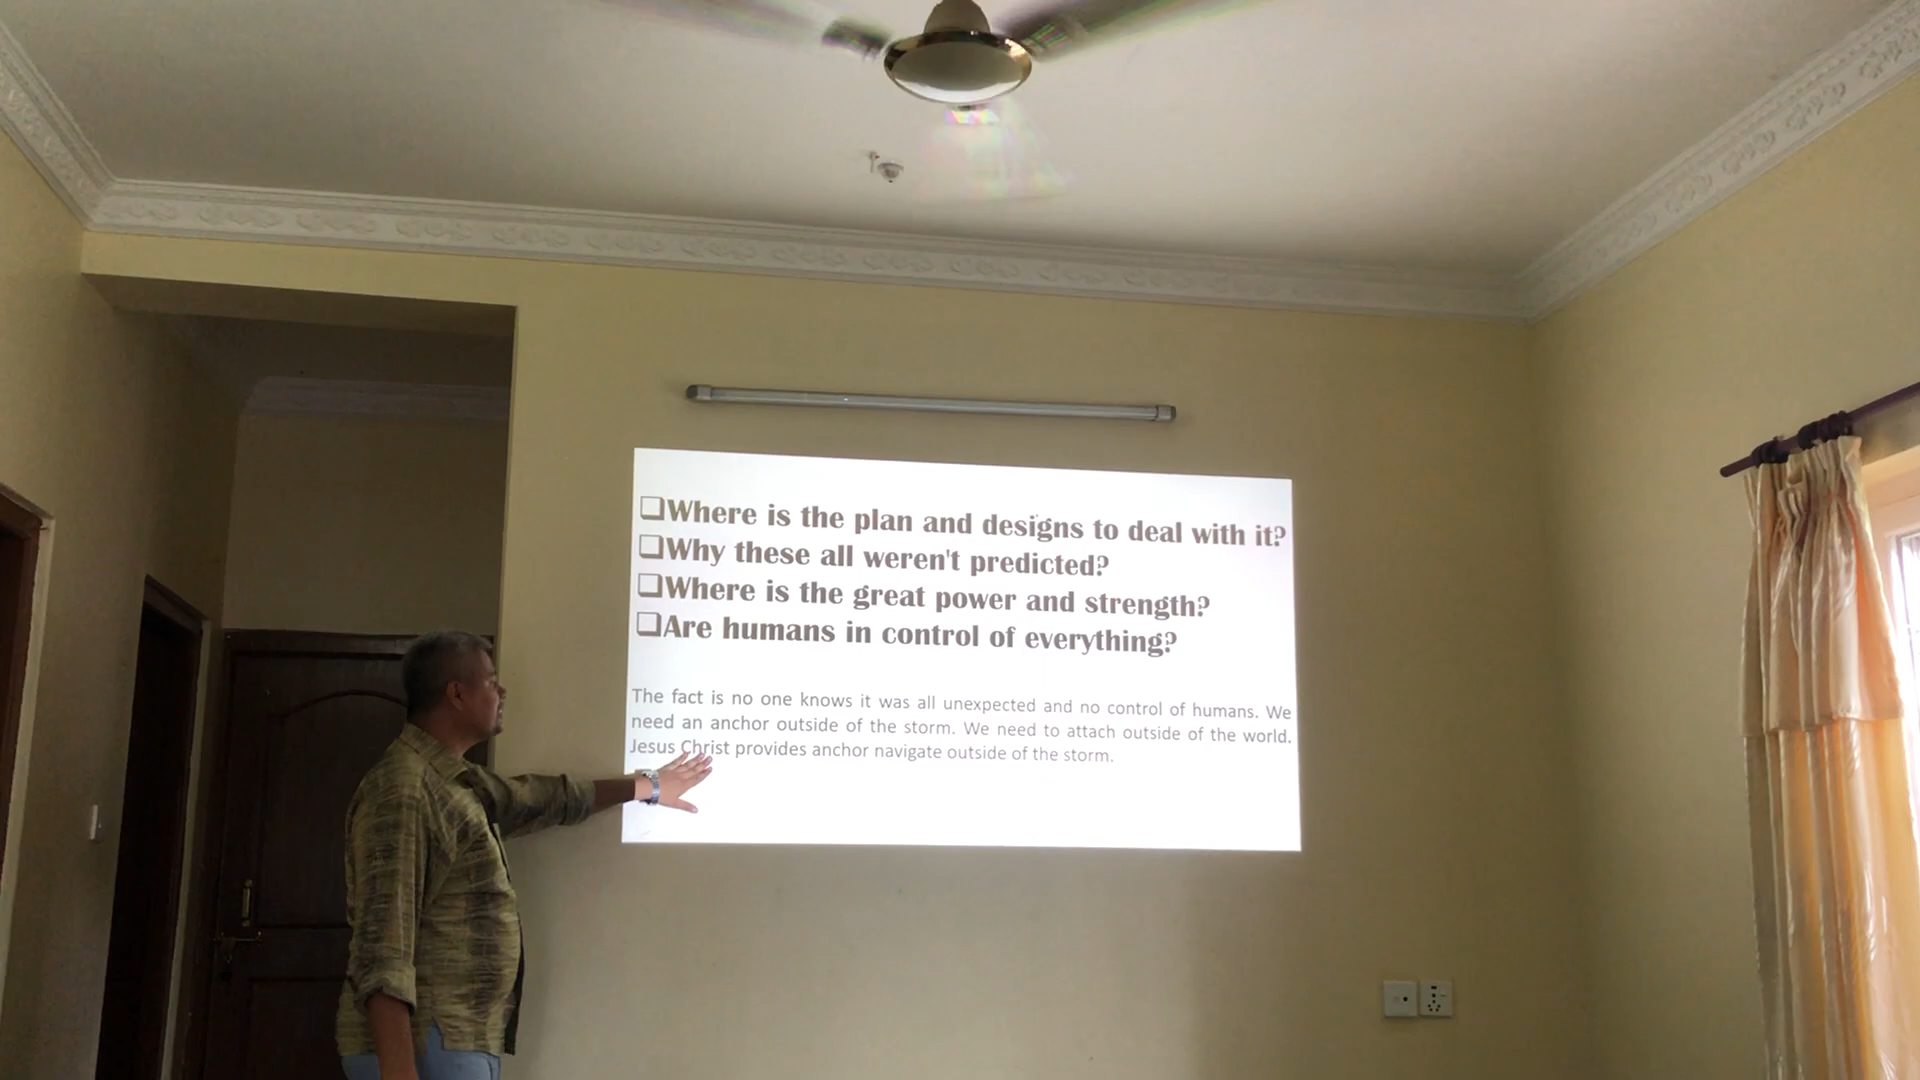 ❑Where is the plan and designs to deal with it?
❑Why these all weren't predicted?
❑Where is the great power and strength?
❑Are humans in control of everything?
The fact is no one knows it was all unexpected and no control of humans. We
need an anchor outside of the storm. We need to attach outside of the world.
Jesus Christ provides anchor navigate outside of the storm.